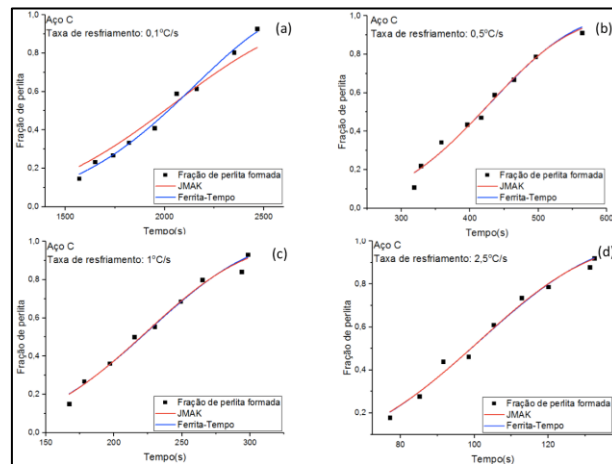 Aço C
Taxa de resfriamento: 0,1°C/s
(a)
Fração de perlita
1,0
0,8
0,6
0,4
0,2
0,0
1500
2000
2500
Tempo(s)
Fração de perlita formada
JMAK
Ferrita-Tempo
Aço C
Taxa de resfriamento: 0,5°C/s
(b)
Fração de perlita
1,0
0,8
0,6
0,4
0,2
0,0
300
400
500
600
Tempo(s)
Fração de perlita formada
JMAK
Ferrita-Tempo
Aço C
Taxa de resfriamento: 1°C/s
(c)
Fração de perlita
1,0
0,8
0,6
0,4
0,2
0,0
150
200
250
300
Tempo(s)
Fração de perlita formada
JMAK
Ferrita-Tempo
Aço C
Taxa de resfriamento: 2,5°C/s
(d)
Fração de perlita
1,0
0,8
0,6
0,4
0,2
80
100
120
Tempo(s)
Fração de perlita formada
JMAK
Ferrita-Tempo